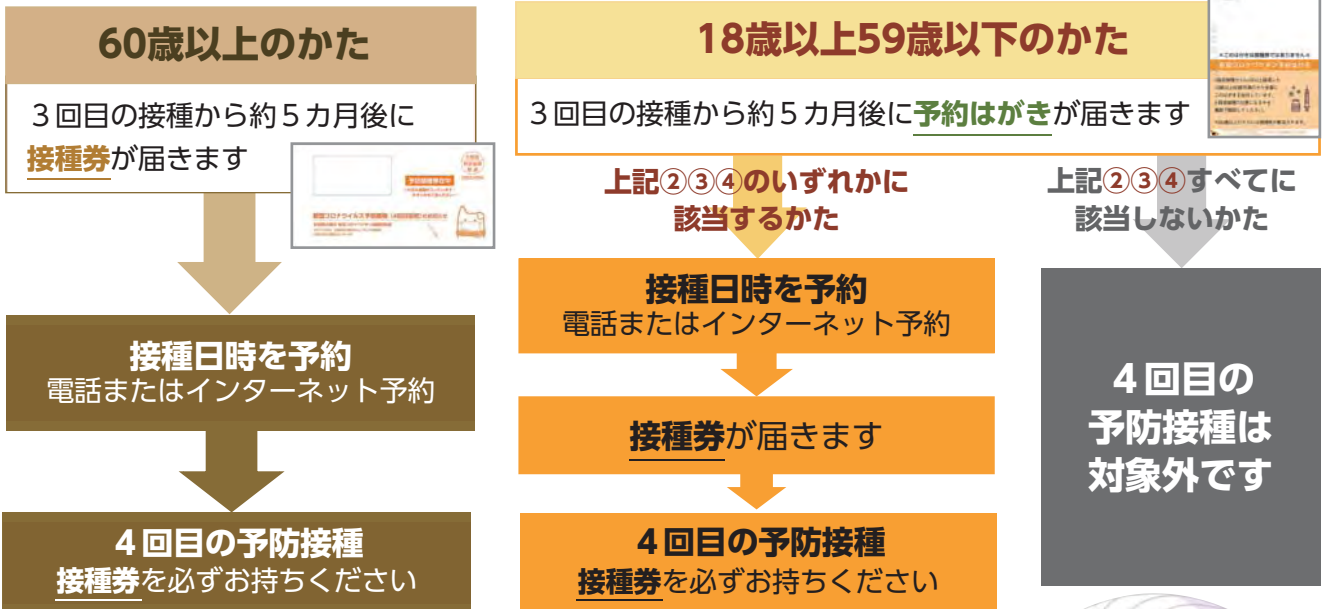 60歳以上のかた
3回目の接種から約5カ月後に
接種券が届きます
接種日時を予約
電話またはインターネット予約
4回目の予防接種
接種券を必ずお持ちください
18歳以上59歳以下のかた
3回目の接種から約5カ月後に予約はがきが届きます
上記②③④のいずれかに
該当するかた
接種日時を予約
電話またはインターネット予約
接種券が届きます
4回目の予防接種
接種券を必ずお持ちください
上記②③④すべてに
該当しないかた
4回目の
予防接種は
対象外です